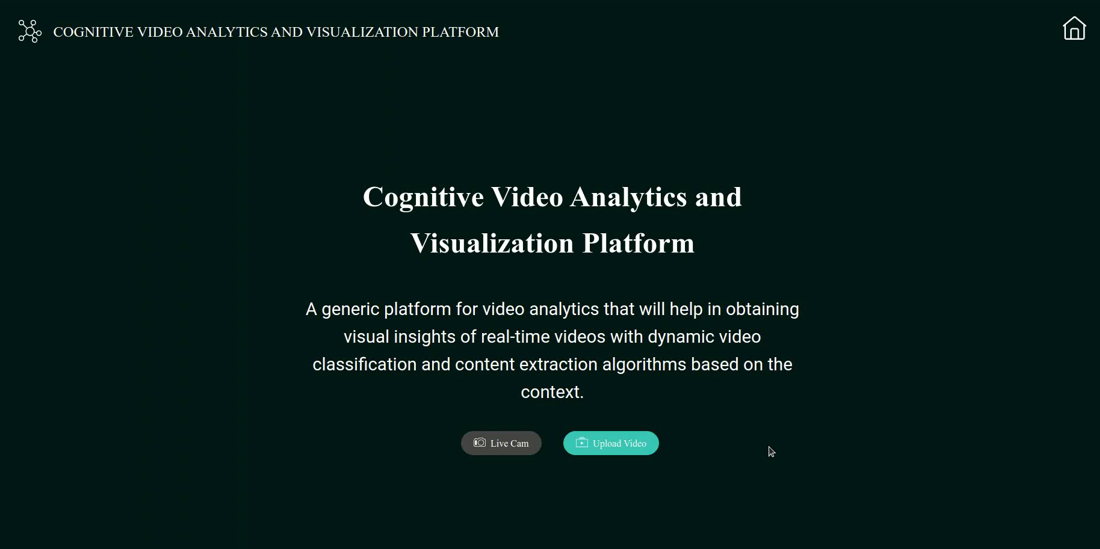 COGNITIVE VIDEO ANALYTICS AND VISUALIZATION PLATFORM
Cognitive Video Analytics and
Visualization Platform
A generic platform for video analytics that will help in obtaining
visual insights of real-time videos with dynamic video
classification and content extraction algorithms based on the
context.
Live Cam
Upload Video